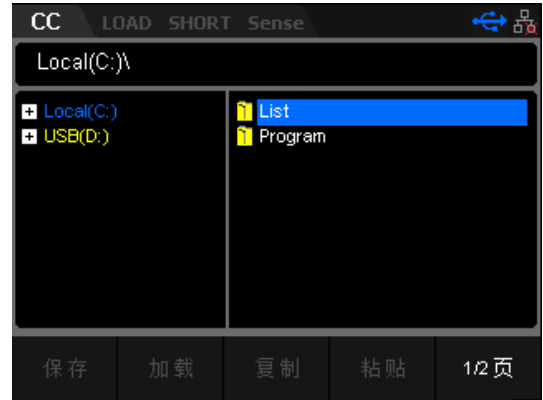 CC LOAD SHORT Sense
Local(C:)\
Local(C:)
USB(D:)
List
Program
保存 加载 复制 粘贴 1/2页